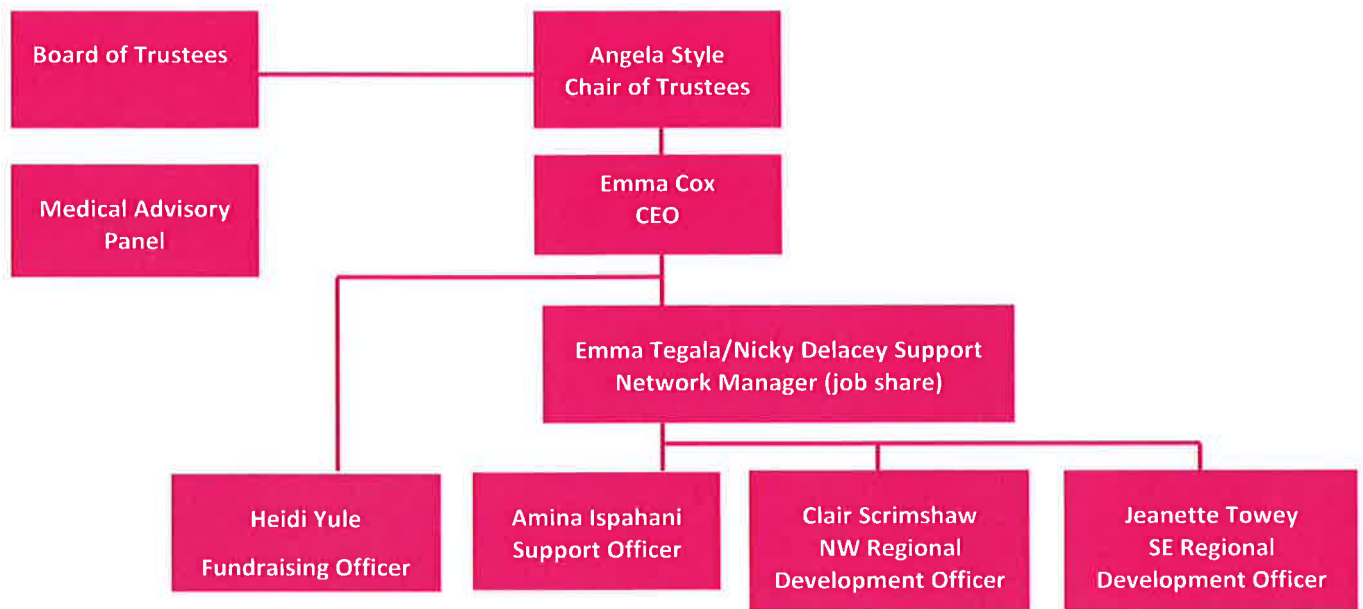 Board of Trustees
Angela Style
Chair of Trustees
Medical Advisory
Panel
Emma Cox
CEO
Emma Tegala/Nicky Delacey Support
Network Manager (job share)
Heidi Yule
Fundraising Officer
Amina Ispahani
Support Officer
Clair Scrimshaw
NW Regional
Development Officer
Jeanette Towey
SE Regional
Development Officer